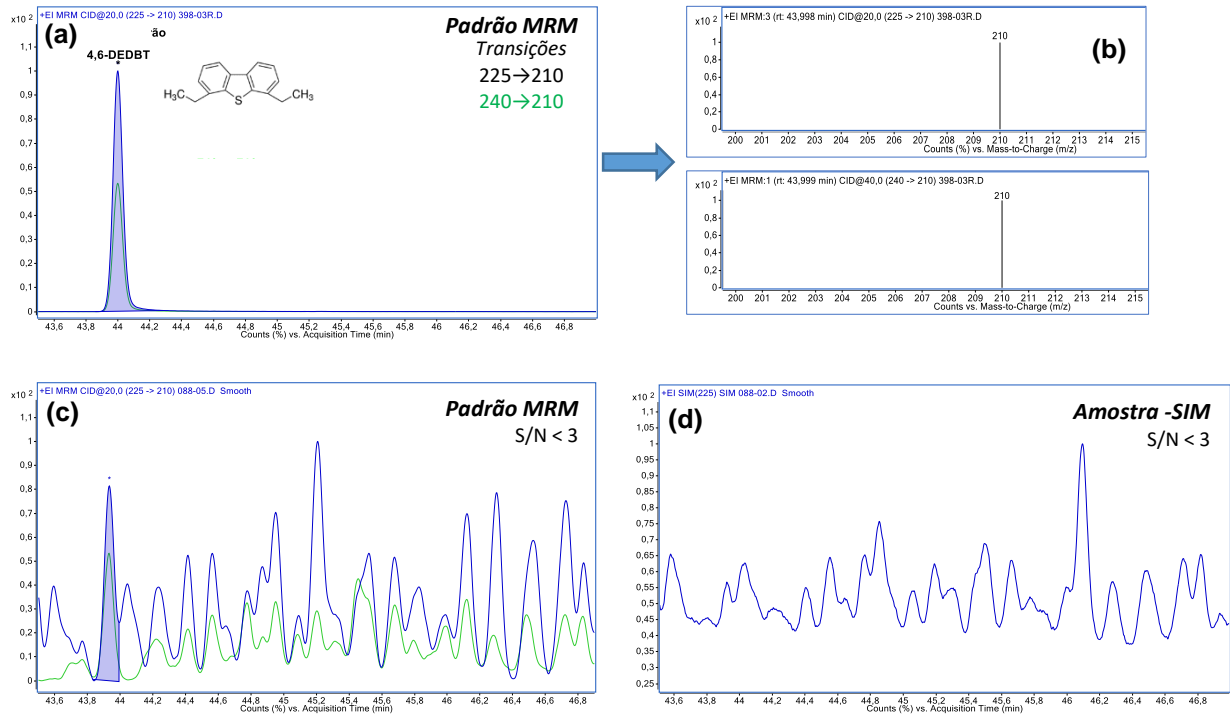 +EI MRM CID@20,0 (225 -> 210) 398-03R.D
x10 2
(a)
ão
4,6-DEDBT
*
H₃C
S
CH₃
Padrão MRM
Transições
225→210
240→210
1,1
1
0,9
0,8
0,7
0,6
0,5
0,4
0,3
0,2
0,1
0
43,6 43,8 44 44,2 44,4 44,6 44,8 45 45,2 45,4 45,6 45,8 46 46,2 46,4 46,6 46,8
Counts (%) vs. Acquisition Time (min)
+EI MRM:3 (rt: 43,998 min) CID@20,0 (225 -> 210) 398-03R.D
x10 2
210
(b)
1
0,8
0,6
0,4
0,2
0
200 201 202 203 204 205 206 207 208 209 210 211 212 213 214 215
Counts (%) vs. Mass-to-Charge (m/z)
+EI MRM:1 (rt: 43,999 min) CID@40,0 (240 -> 210) 398-03R.D
x10 2
210
1
0,8
0,6
0,4
0,2
0
200 201 202 203 204 205 206 207 208 209 210 211 212 213 214 215
Counts (%) vs. Mass-to-Charge (m/z)
+EI MRM CID@20,0 (225 -> 210) 088-05.D Smooth
x10 2
(c)
Padrão MRM
S/N < 3
*
1,1
1
0,9
0,8
0,7
0,6
0,5
0,4
0,3
0,2
0,1
0
43,6 43,8 44 44,2 44,4 44,6 44,8 45 45,2 45,4 45,6 45,8 46 46,2 46,4 46,6 46,8
Counts (%) vs. Acquisition Time (min)
+EI SIM(225) SIM 088-02.D Smooth
x10 2
(d)
Amostra -SIM
S/N < 3
1,1
1,05
1
0,95
0,9
0,85
0,8
0,75
0,7
0,65
0,6
0,55
0,5
0,45
0,4
0,35
0,3
0,25
43,6 43,8 44 44,2 44,4 44,6 44,8 45 45,2 45,4 45,6 45,8 46 46,2 46,4 46,6 46,8
Counts (%) vs. Acquisition Time (min)